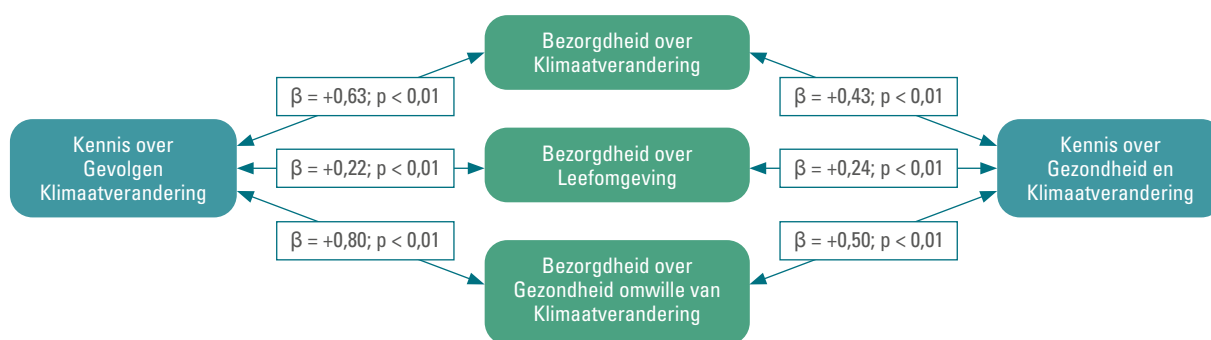 Bezorgdheid over
Klimaatverandering
β = +0,63; p < 0,01
β = +0,43; p < 0,01
Kennis over
Gevolgen
Klimaatverandering
β = +0,22; p < 0,01
Bezorgdheid over
Leefomgeving
β = +0,24; p < 0,01
Kennis over
Gezondheid en
Klimaatverandering
β = +0,80; p < 0,01
β = +0,50; p < 0,01
Bezorgdheid over
Gezondheid omwille van
Klimaatverandering